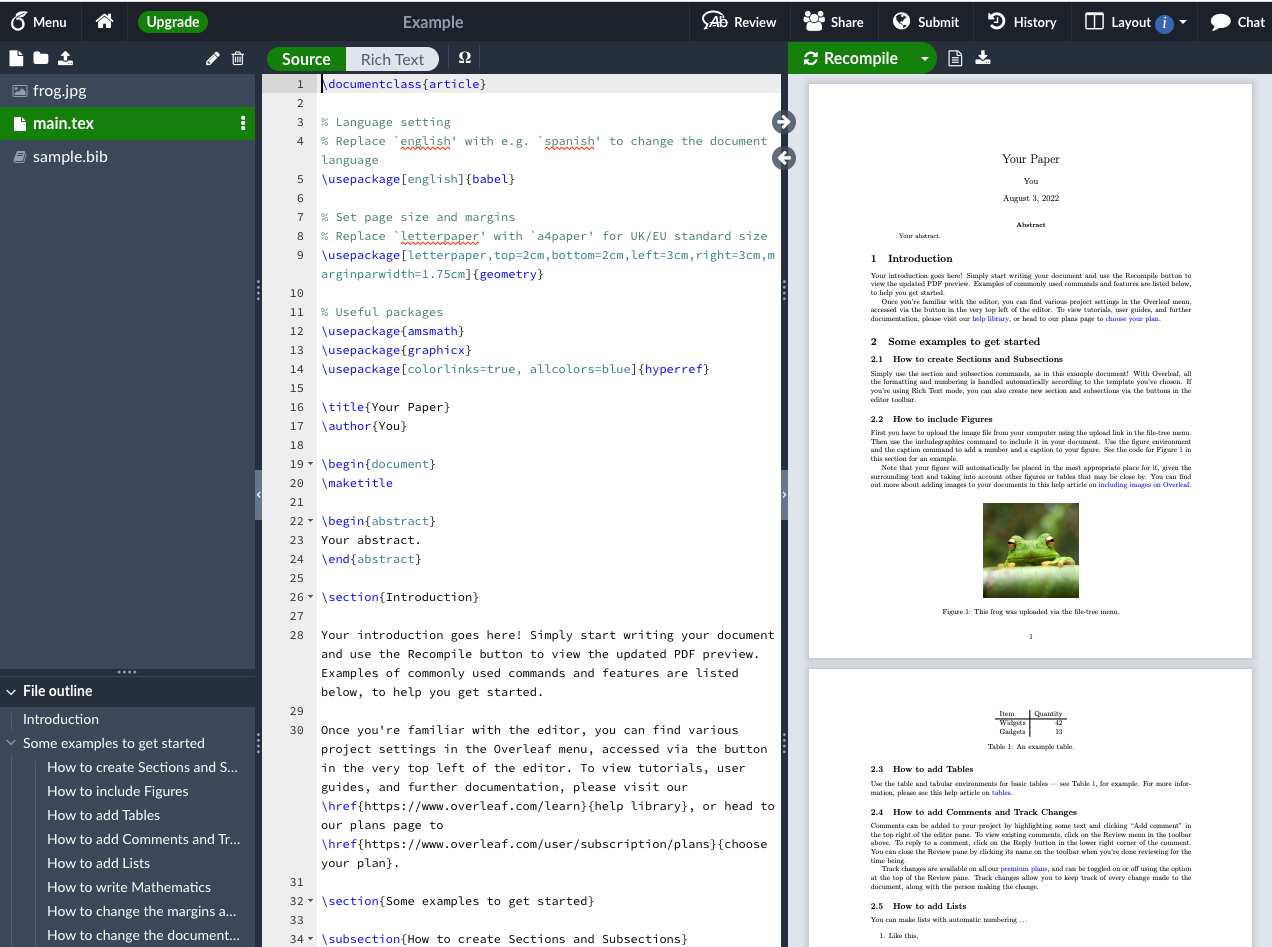 Menu
Upgrade
Example
Review
Share
Submit
History
Layout
Chat
Source
Rich Text
Ω
Recompile
frog.jpg
main.tex
sample.bib
File outline
Introduction
Some examples to get started
How to create Sections and S...
How to include Figures
How to add Tables
How to add Comments and Tr...
How to add Lists
How to write Mathematics
How to change the margins a...
How to change the document...
1 \documentclass{article}
2
3 % Language setting
4 % Replace `english' with e.g. `spanish' to change the document
language
5 \usepackage[english]{babel}
6
7 % Set page size and margins
8 % Replace `letterpaper' with `a4paper' for UK/EU standard size
9 \usepackage[letterpaper,top=2cm,bottom=2cm,left=3cm,right=3cm,m
arginparwidth=1.75cm]{geometry}
10
11 % Useful packages
12 \usepackage{amsmath}
13 \usepackage{graphicx}
14 \usepackage[colorlinks=true, allcolors=blue]{hyperref}
15
16 \title{Your Paper}
17 \author{You}
18
19 \begin{document}
20 \maketitle
21
22 \begin{abstract}
23 Your abstract.
24 \end{abstract}
25
26 \section{Introduction}
27
28 Your introduction goes here! Simply start writing your document
and use the Recompile button to view the updated PDF preview.
Examples of commonly used commands and features are listed
below, to help you get started.
29
30 Once you're familiar with the editor, you can find various
project settings in the Overleaf menu, accessed via the button
in the very top left of the editor. To view tutorials, user
guides, and further documentation, please visit our
\href{https://www.overleaf.com/learn}{help library}, or head to
our plans page to
\href{https://www.overleaf.com/user/subscription/plans}{choose
your plan}.
31
32 \section{Some examples to get started}
33
34 \subsection{How to create Sections and Subsections}
Your Paper
You
August 3, 2022
Abstract
Your abstract.
1 Introduction
Your introduction goes here! Simply start writing your document and use the Recompile button to
view the updated PDF preview. Examples of commonly used commands and features are listed below,
to help you get started.
Once you're familiar with the editor, you can find various project settings in the Overleaf menu,
accessed via the button in the very top left of the editor. To view tutorials, user guides, and further
documentation, please visit our help library, or head to our plans page to choose your plan.
2 Some examples to get started
2.1 How to create Sections and Subsections
Simply use the section and subsection commands, as in this example document! With Overleaf, all
the formatting and numbering is handled automatically according to the template you've chosen. If
you're using Rich Text mode, you can also create new section and subsections via the buttons in the
editor toolbar.
2.2 How to include Figures
First you have to upload the image file from your computer using the upload link in the file-tree menu.
Then use the includegraphics command to include it in your document. Use the figure environment
and the caption command to add a number and a caption to your figure. See the code for Figure 1 in
this section for an example.
Note that your figure will automatically be placed in the most appropriate place for it, given the
surrounding text and taking into account other figures or tables that may be close by. You can find
out more about adding images to your documents in this help article on including images on Overleaf.
Figure 1: This frog was uploaded via the file-tree menu.
1
Item Quantity
Widgets 42
Gadgets 13
Table 1: An example table.
2.3 How to add Tables
Use the table and tabular environments for basic tables — see Table 1, for example. For more infor-
mation, please see this help article on tables.
2.4 How to add Comments and Track Changes
Comments can be added to your project by highlighting some text and clicking “Add comment” in
the top right of the editor pane. To view existing comments, click on the Review menu in the toolbar
above. To reply to a comment, click on the Reply button in the lower right corner of the comment.
You can close the Review pane by clicking its name on the toolbar when you're done reviewing for the
time being.
Track changes are available on all our premium plans, and can be toggled on or off using the option
at the top of the Review pane. Track changes allow you to keep track of every change made to the
document, along with the person making the change.
2.5 How to add Lists
You can make lists with automatic numbering ...
1. Like this,